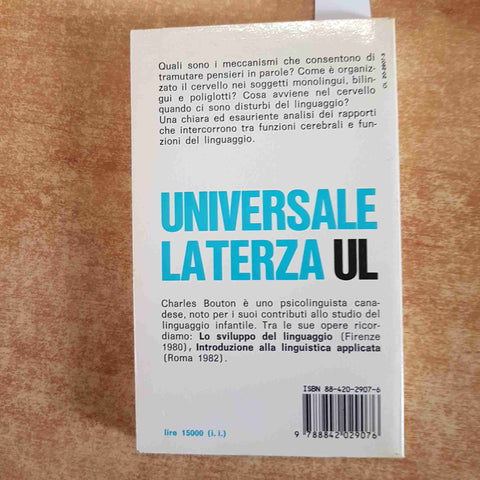 Quali sono i meccanismi che consentono di
tramutare pensieri in parole? Come è organiz-
zato il cervello nei soggetti monolingui, bilin-
gui e poliglotti? Cosa avviene nel cervello
quando ci sono disturbi del linguaggio?
Una chiara ed esauriente analisi dei rapporti
che intercorrono tra funzioni cerebrali e fun-
zioni del linguaggio.
CL 20-2907-3
UNIVERSALE
LATERZA UL
Charles Bouton è uno psicolinguista cana-
dese, noto per i suoi contributi allo studio del
linguaggio infantile. Tra le sue opere ricor-
diamo: Lo sviluppo del linguaggio (Firenze
1980), Introduzione alla linguistica applicata
(Roma 1982).
ISBN 88-420-2907-6
9 788842 029076
lire 15000 (i. i.)